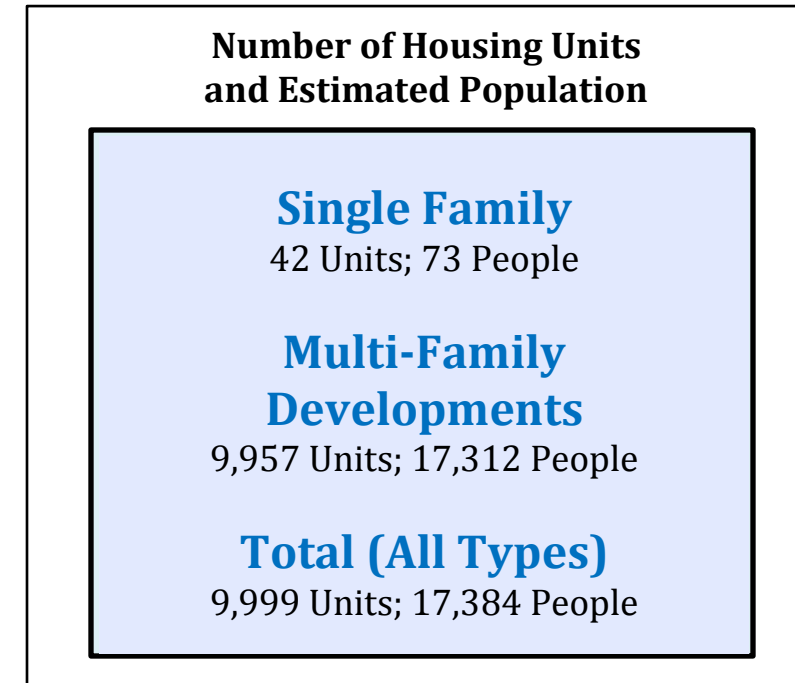 Number of Housing Units
and Estimated Population
Single Family
42 Units; 73 People
Multi-Family
Developments
9,957 Units; 17,312 People
Total (All Types)
9,999 Units; 17,384 People